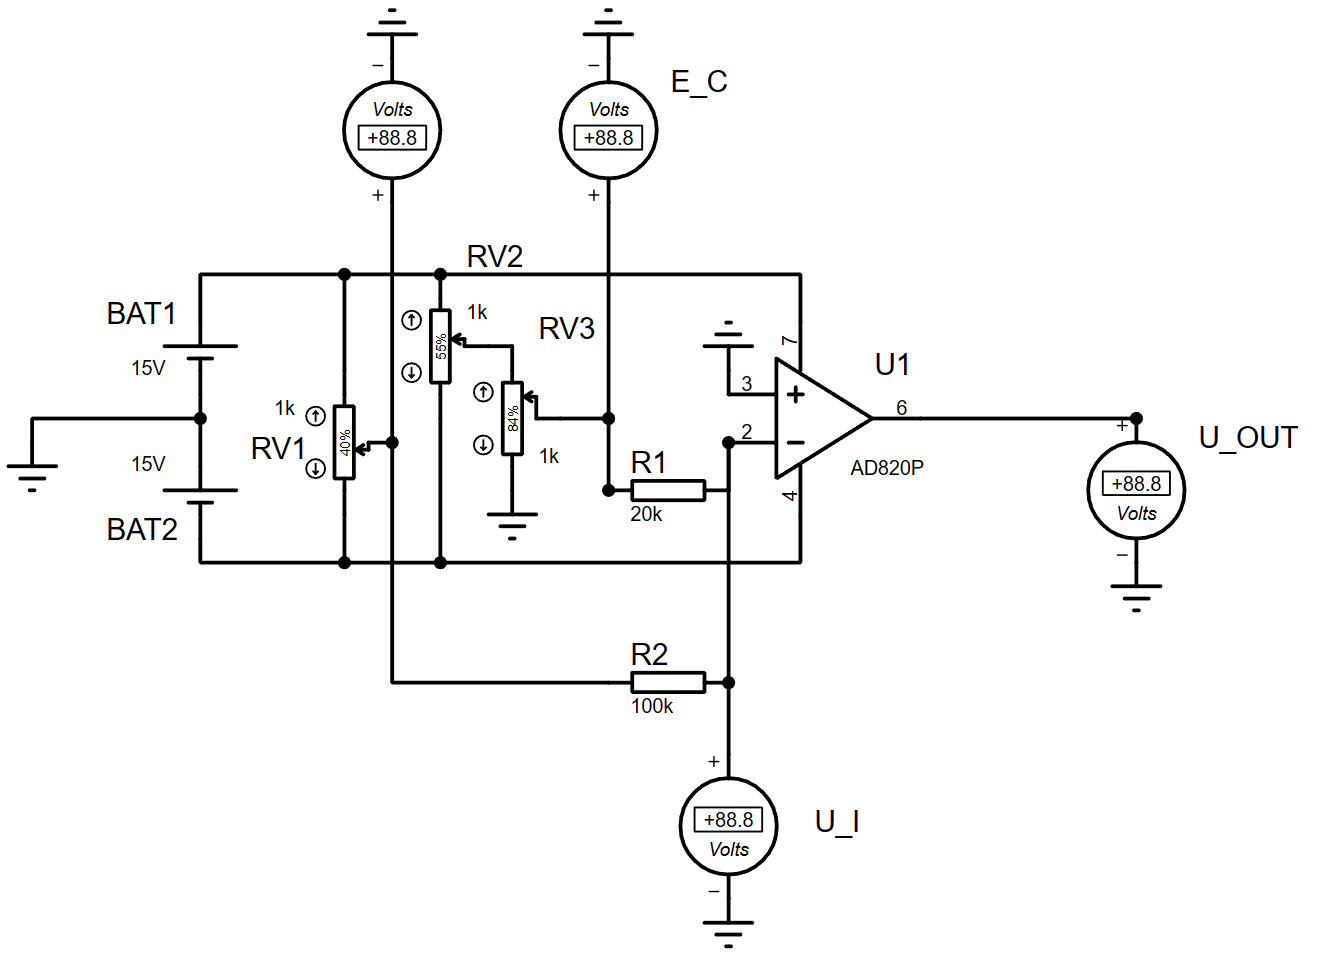 −
−
E_C
Volts
+88.8
Volts
+88.8
+
+
RV2
BAT1
1k
RV3
15V
55%
7
U1
3
+
1k
84%
6
40%
RV1
2
−
+
U_OUT
15V
1k
R1
AD820P
4
+88.8
Volts
20k
BAT2
−
R2
100k
+
+88.8
U_I
Volts
−